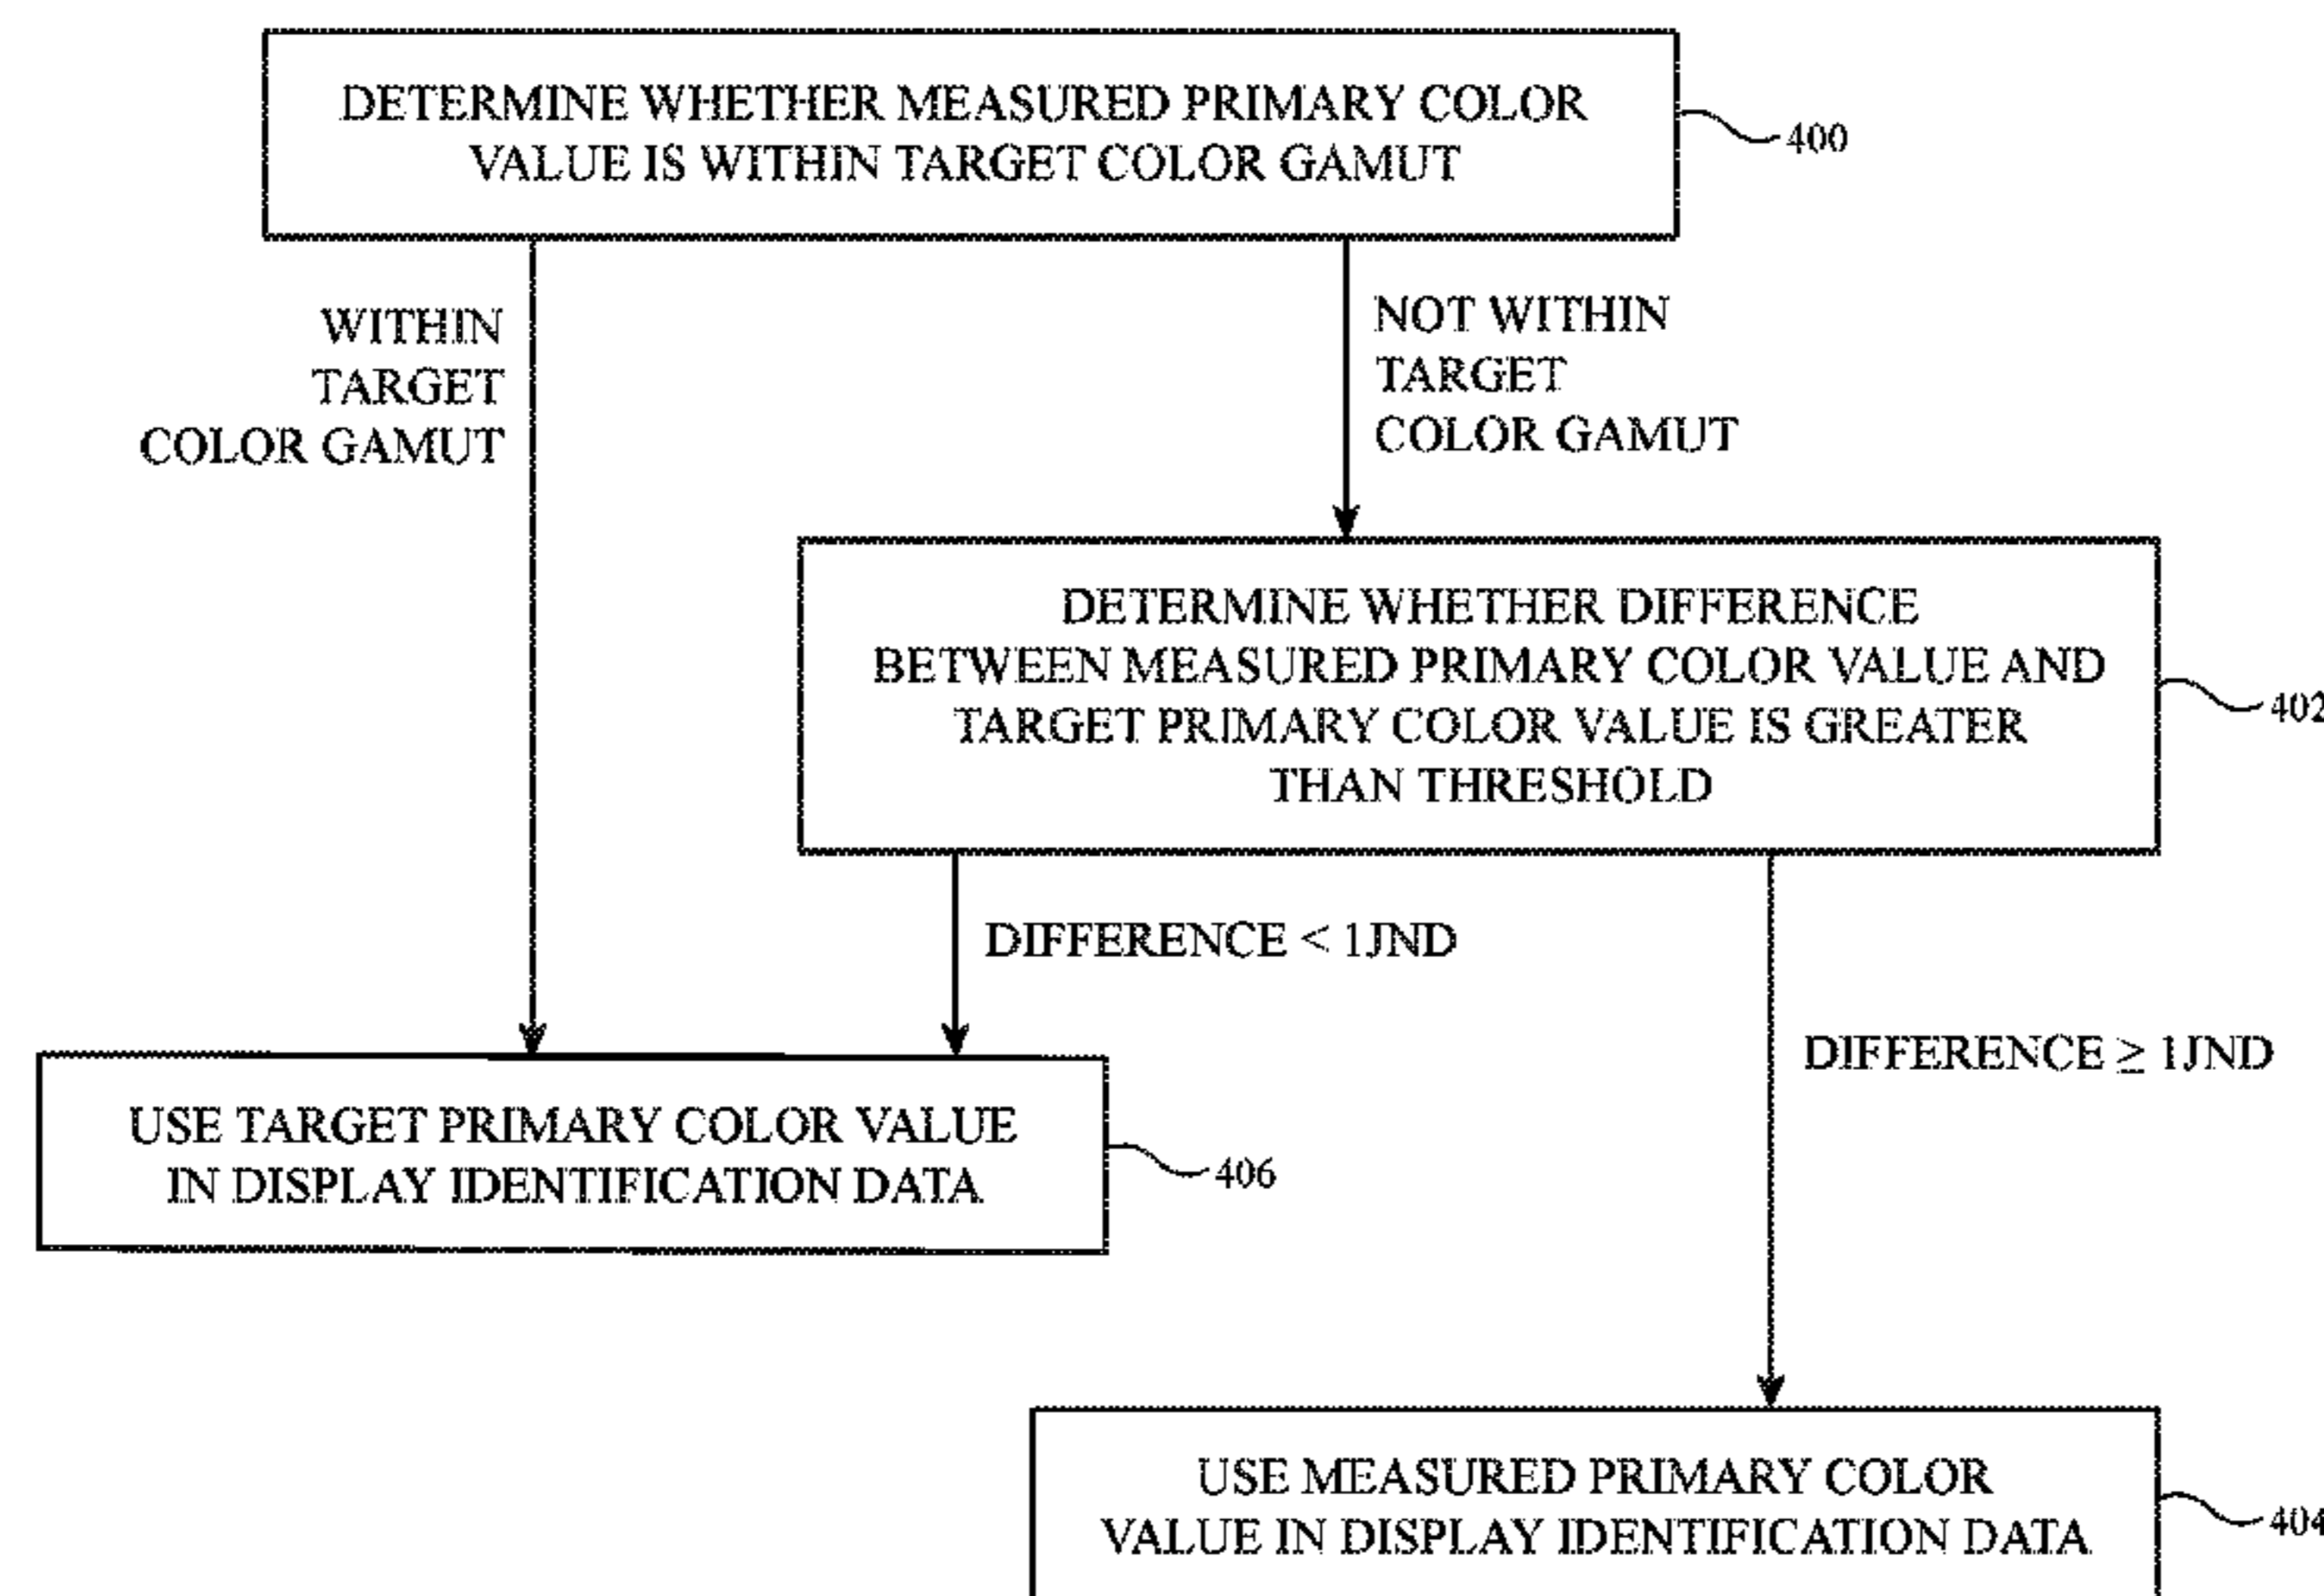 DETERMINE WHETHER MEASURED PRIMARY COLOR
VALUE IS WITHIN TARGET COLOR GAMUT
400
WITHIN
TARGET
COLOR GAMUT
NOT WITHIN
TARGET
COLOR GAMUT
DETERMINE WHETHER DIFFERENCE
BETWEEN MEASURED PRIMARY COLOR VALUE AND
TARGET PRIMARY COLOR VALUE IS GREATER
THAN THRESHOLD
402
DIFFERENCE < 1JND
DIFFERENCE ≥ 1JND
USE TARGET PRIMARY COLOR VALUE
IN DISPLAY IDENTIFICATION DATA
406
USE MEASURED PRIMARY COLOR
VALUE IN DISPLAY IDENTIFICATION DATA
404